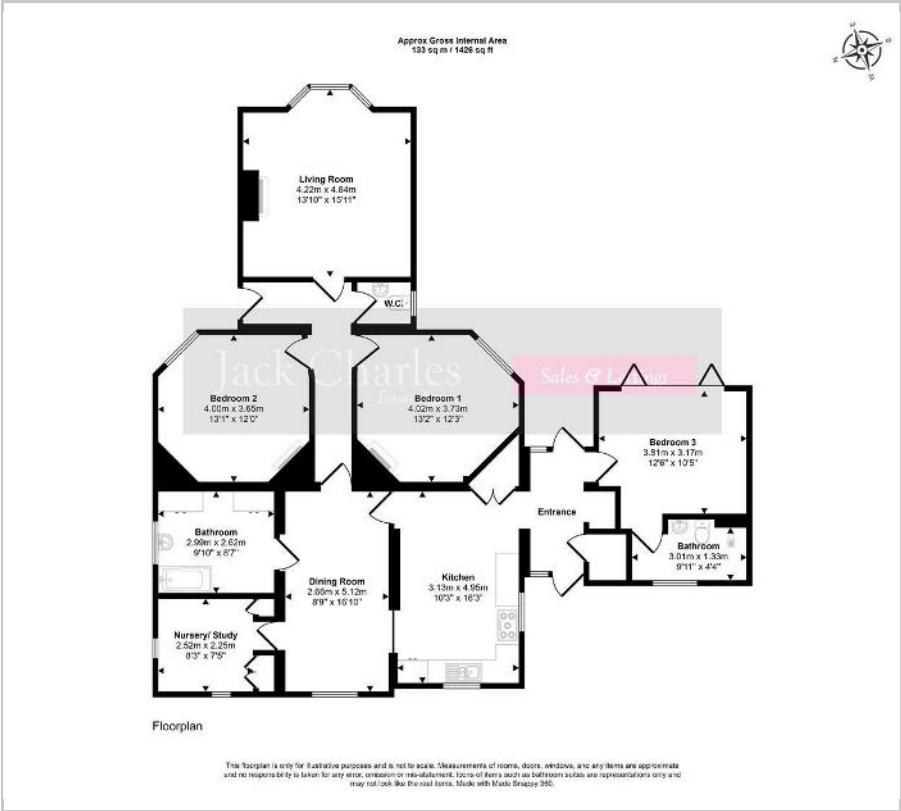 Approx Gross Internal Area
133 sq m / 1426 sq ft
Living Room
4.22m x 4.84m
13'10" x 15'11"
W.C.
Jack Charles
Sales & Lettings
Bedroom 2
4.00m x 3.65m
13'1" x 12'0"
Bedroom 1
4.02m x 3.73m
13'2" x 12'3"
Bedroom 3
3.81m x 3.17m
12'6" x 10'5"
Entrance
Bathroom
2.99m x 2.62m
9'10" x 8'7"
Bathroom
3.01m x 1.33m
9'11" x 4'4"
Dining Room
2.66m x 5.12m
8'9" x 16'10"
Kitchen
3.13m x 4.95m
10'3" x 16'3"
Nursery/ Study
2.52m x 2.25m
8'3" x 7'5"
Floorplan
This floorplan is only for illustrative purposes and is not to scale. Measurements of rooms, doors, windows, and any items are approximate
and no responsibility is taken for any error, omission or mis-statement. Icons of items such as bathroom suites are representations only and
may not look like the real items. Made with Made Snappy 360.